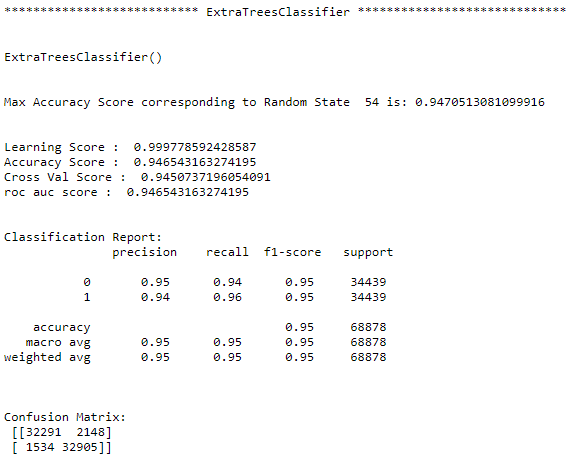 *************************** ExtraTreesClassifier *****************************
ExtraTreesClassifier()
Max Accuracy Score corresponding to Random State  54 is: 0.9470513081099916
Learning Score :  0.999778592428587
Accuracy Score :  0.946543163274195
Cross Val Score :  0.9450737196054091
roc auc score :  0.946543163274195
Classification Report:
              precision    recall  f1-score   support
           0       0.95      0.94      0.95     34439
           1       0.94      0.96      0.95     34439
    accuracy                           0.95     68878
   macro avg       0.95      0.95      0.95     68878
weighted avg       0.95      0.95      0.95     68878
Confusion Matrix:
 [[32291  2148]
 [ 1534 32905]]